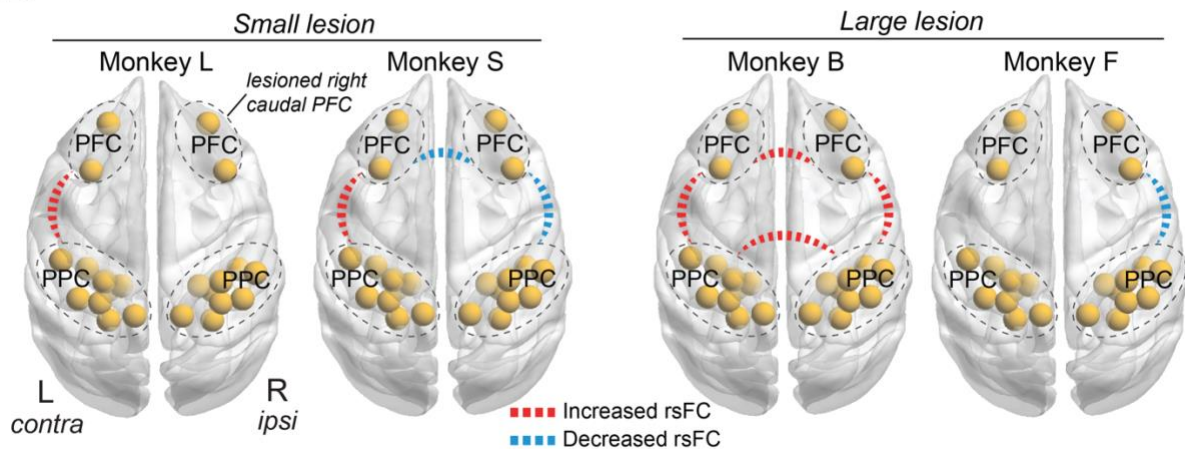 Small lesion
Large lesion
Monkey L
Monkey S
Monkey B
Monkey F
lesioned right
caudal PFC
PFC
PFC
PFC
PFC
PFC
PFC
PFC
PFC
PPC
PPC
PPC
PPC
PPC
PPC
PPC
PPC
L
contra
R
ipsi
Increased rsFC
Decreased rsFC